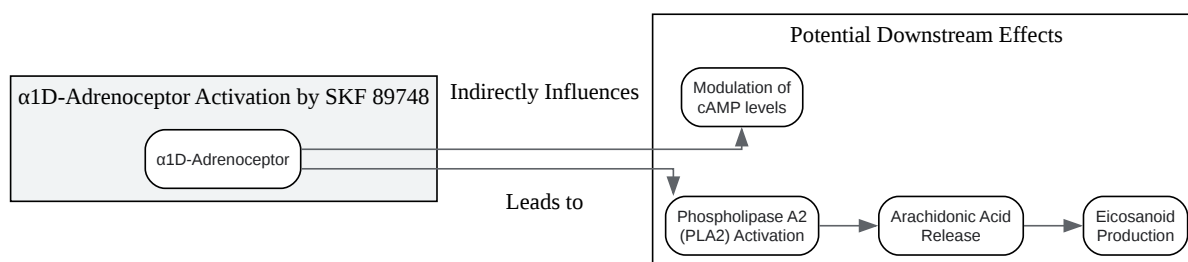 Potential Downstream Effects
α1D-Adrenoceptor Activation by SKF 89748
Indirectly Influences
Modulation of
cAMP levels
α1D-Adrenoceptor
Leads to
Phospholipase A2
(PLA2) Activation
Arachidonic Acid
Release
Eicosanoid
Production